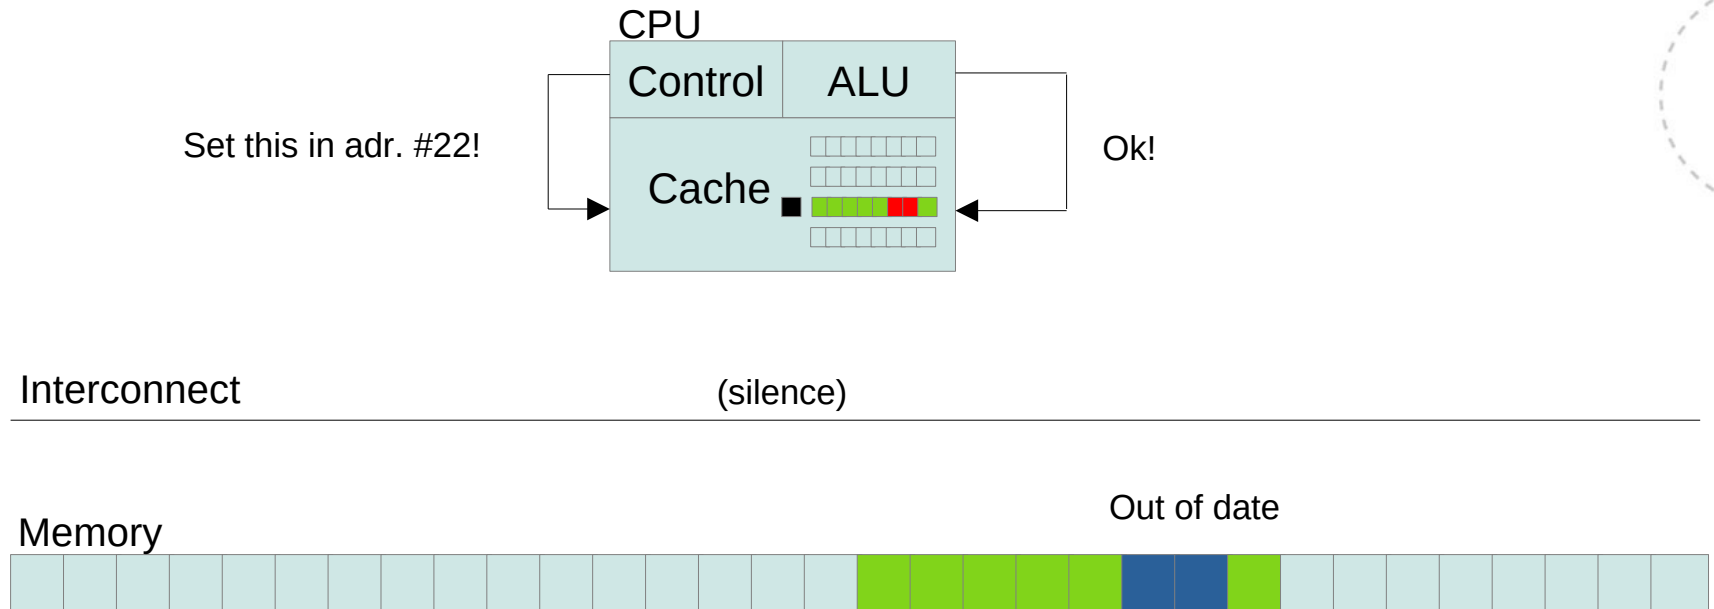 CPU
Control
ALU
Set this in adr. #22!
Ok!
Cache
Interconnect
(silence)
Out of date
Memory